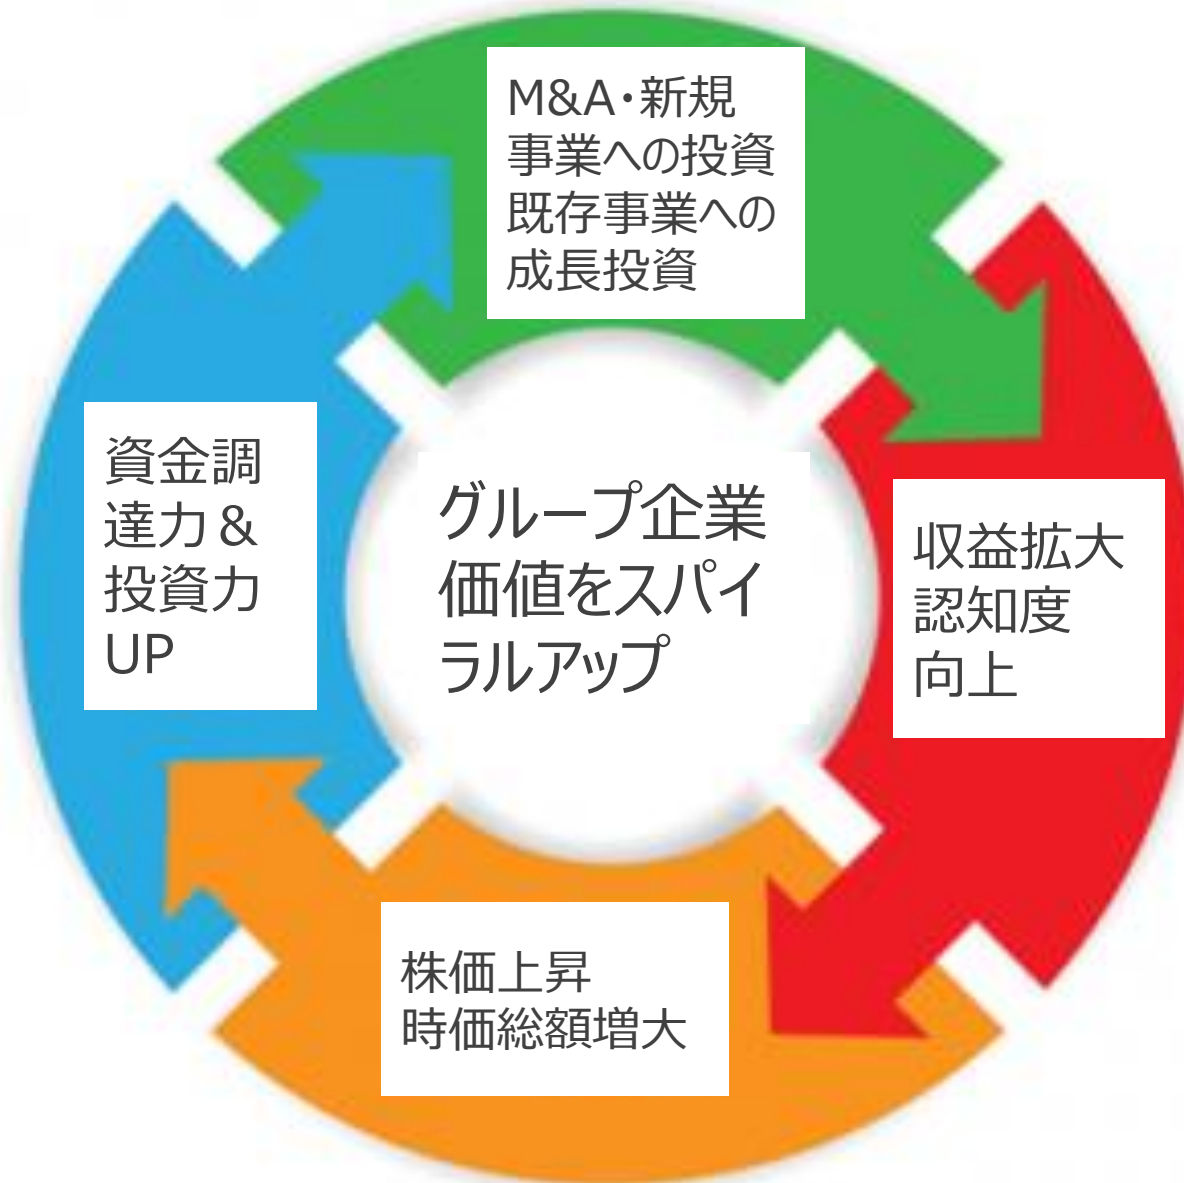 M&A・新規
事業への投資
既存事業への
成長投資
収益拡大
認知度
向上
株価上昇
時価総額増大
資金調
達力＆
投資力
UP
グループ企業
価値をスパイ
ラルアップ